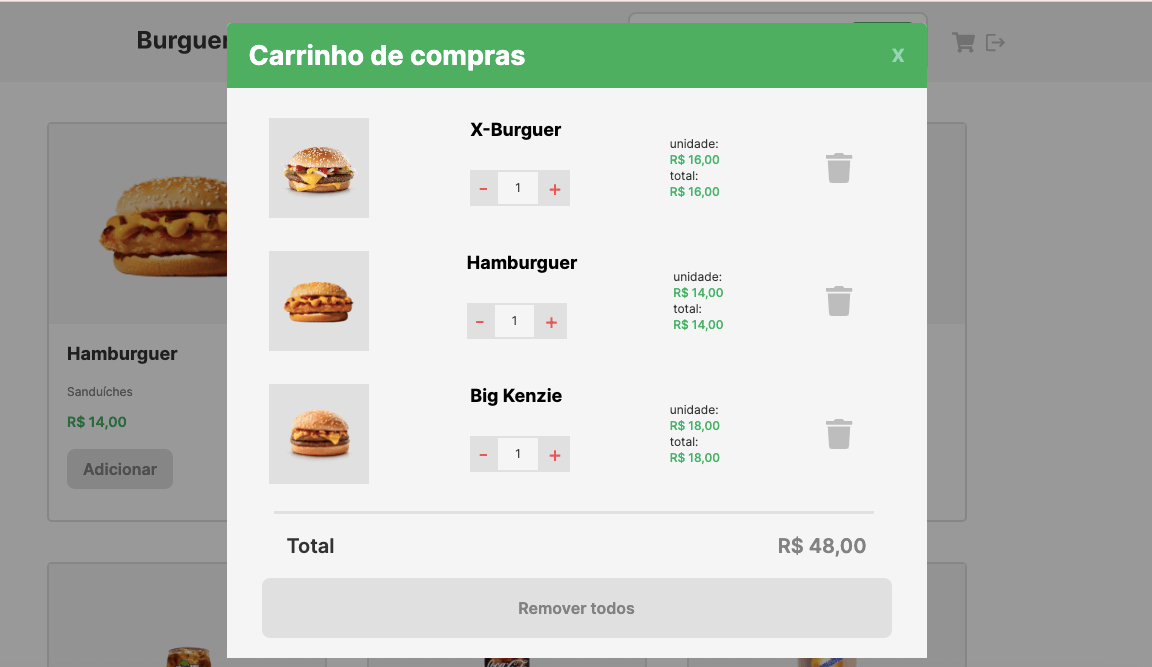 Burguer
Carrinho de compras
X
X-Burguer
- 1 +
unidade:
R$ 16,00
total:
R$ 16,00
Hamburguer
- 1 +
unidade:
R$ 14,00
total:
R$ 14,00
Big Kenzie
- 1 +
unidade:
R$ 18,00
total:
R$ 18,00
Total
R$ 48,00
Remover todos
Hamburguer
Sanduíches
R$ 14,00
Adicionar